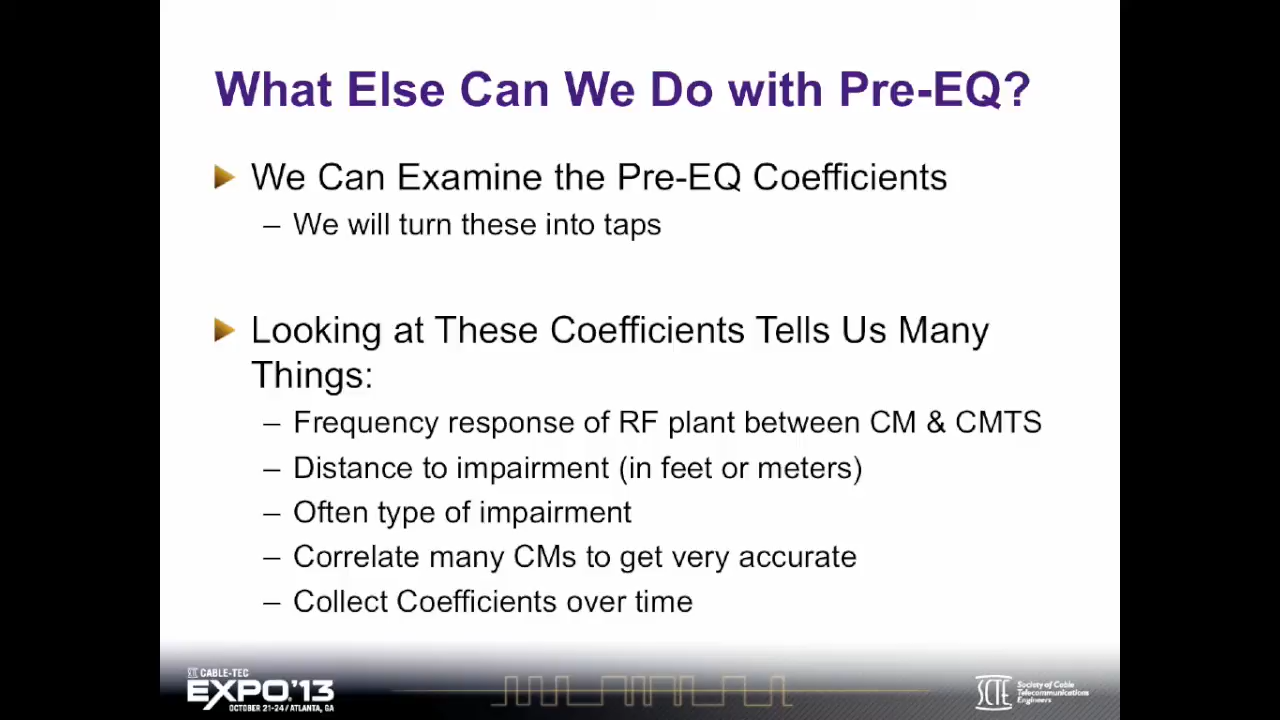 What Else Can We Do with Pre-EQ?
We Can Examine the Pre-EQ Coefficients
– We will turn these into taps
Looking at These Coefficients Tells Us Many
Things:
– Frequency response of RF plant between CM & CMTS
– Distance to impairment (in feet or meters)
– Often type of impairment
– Correlate many CMs to get very accurate
– Collect Coefficients over time
SCTE CABLE-TEC
EXPO'13
OCTOBER 21-24 / ATLANTA, GA
SCTE
Society of Cable
Telecommunications
Engineers